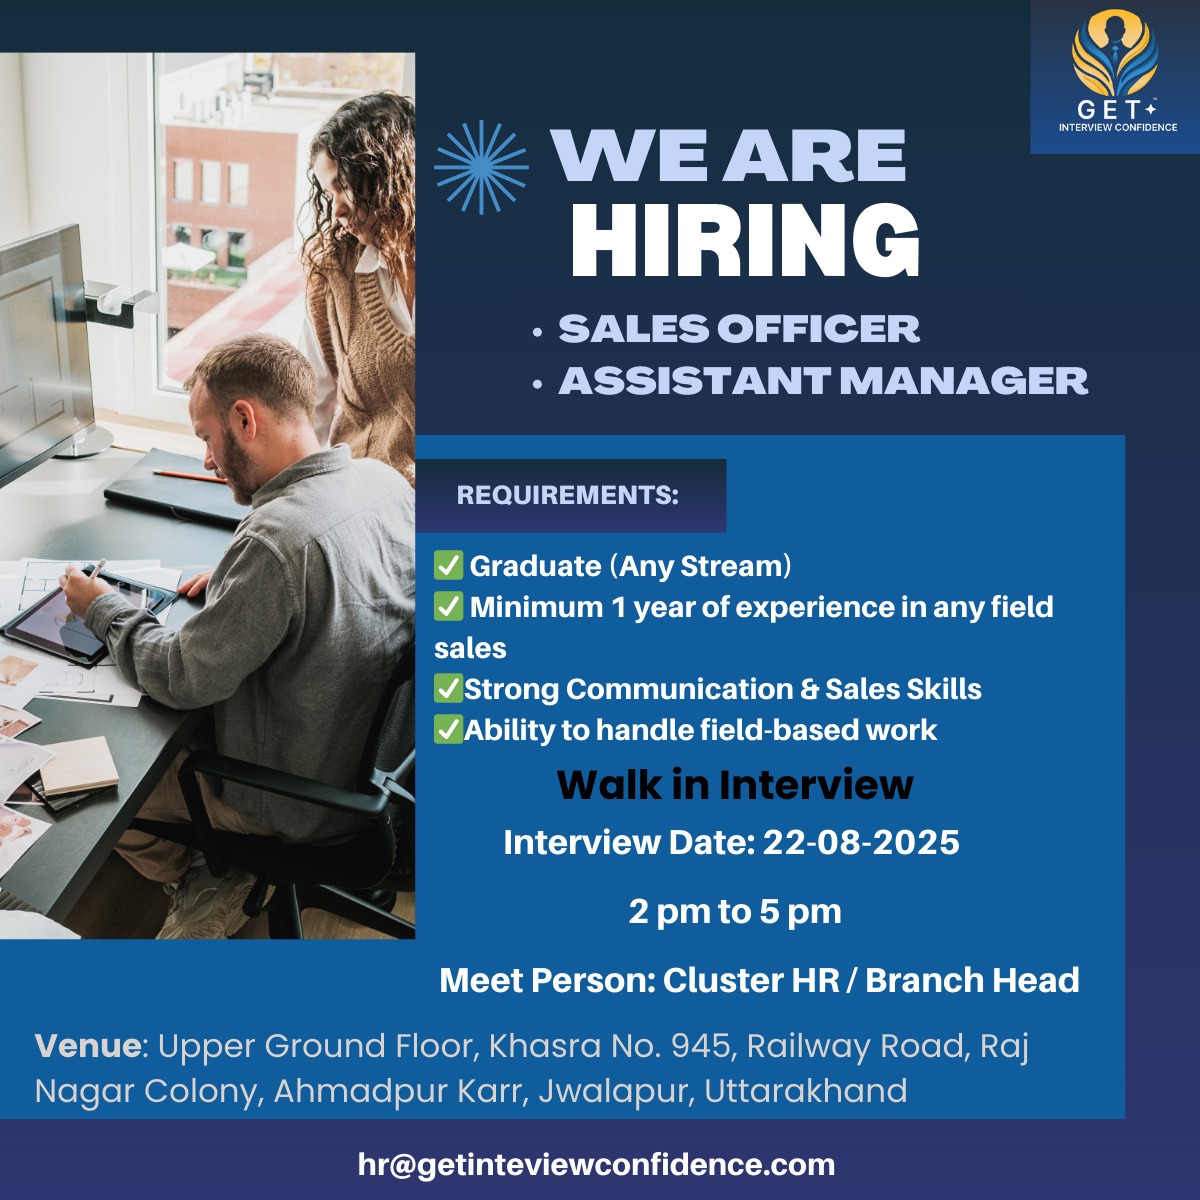 GET
INTERVIEW CONFIDENCE
WE ARE
HIRING
• SALES OFFICER
• ASSISTANT MANAGER
REQUIREMENTS:
✅ Graduate (Any Stream)
✅ Minimum 1 year of experience in any field
sales
✅Strong Communication & Sales Skills
✅Ability to handle field-based work
Walk in Interview
Interview Date: 22-08-2025
2 pm to 5 pm
Meet Person: Cluster HR / Branch Head
Venue: Upper Ground Floor, Khasra No. 945, Railway Road, Raj
Nagar Colony, Ahmadpur Karr, Jwalapur, Uttarakhand
hr@getinteviewconfidence.com